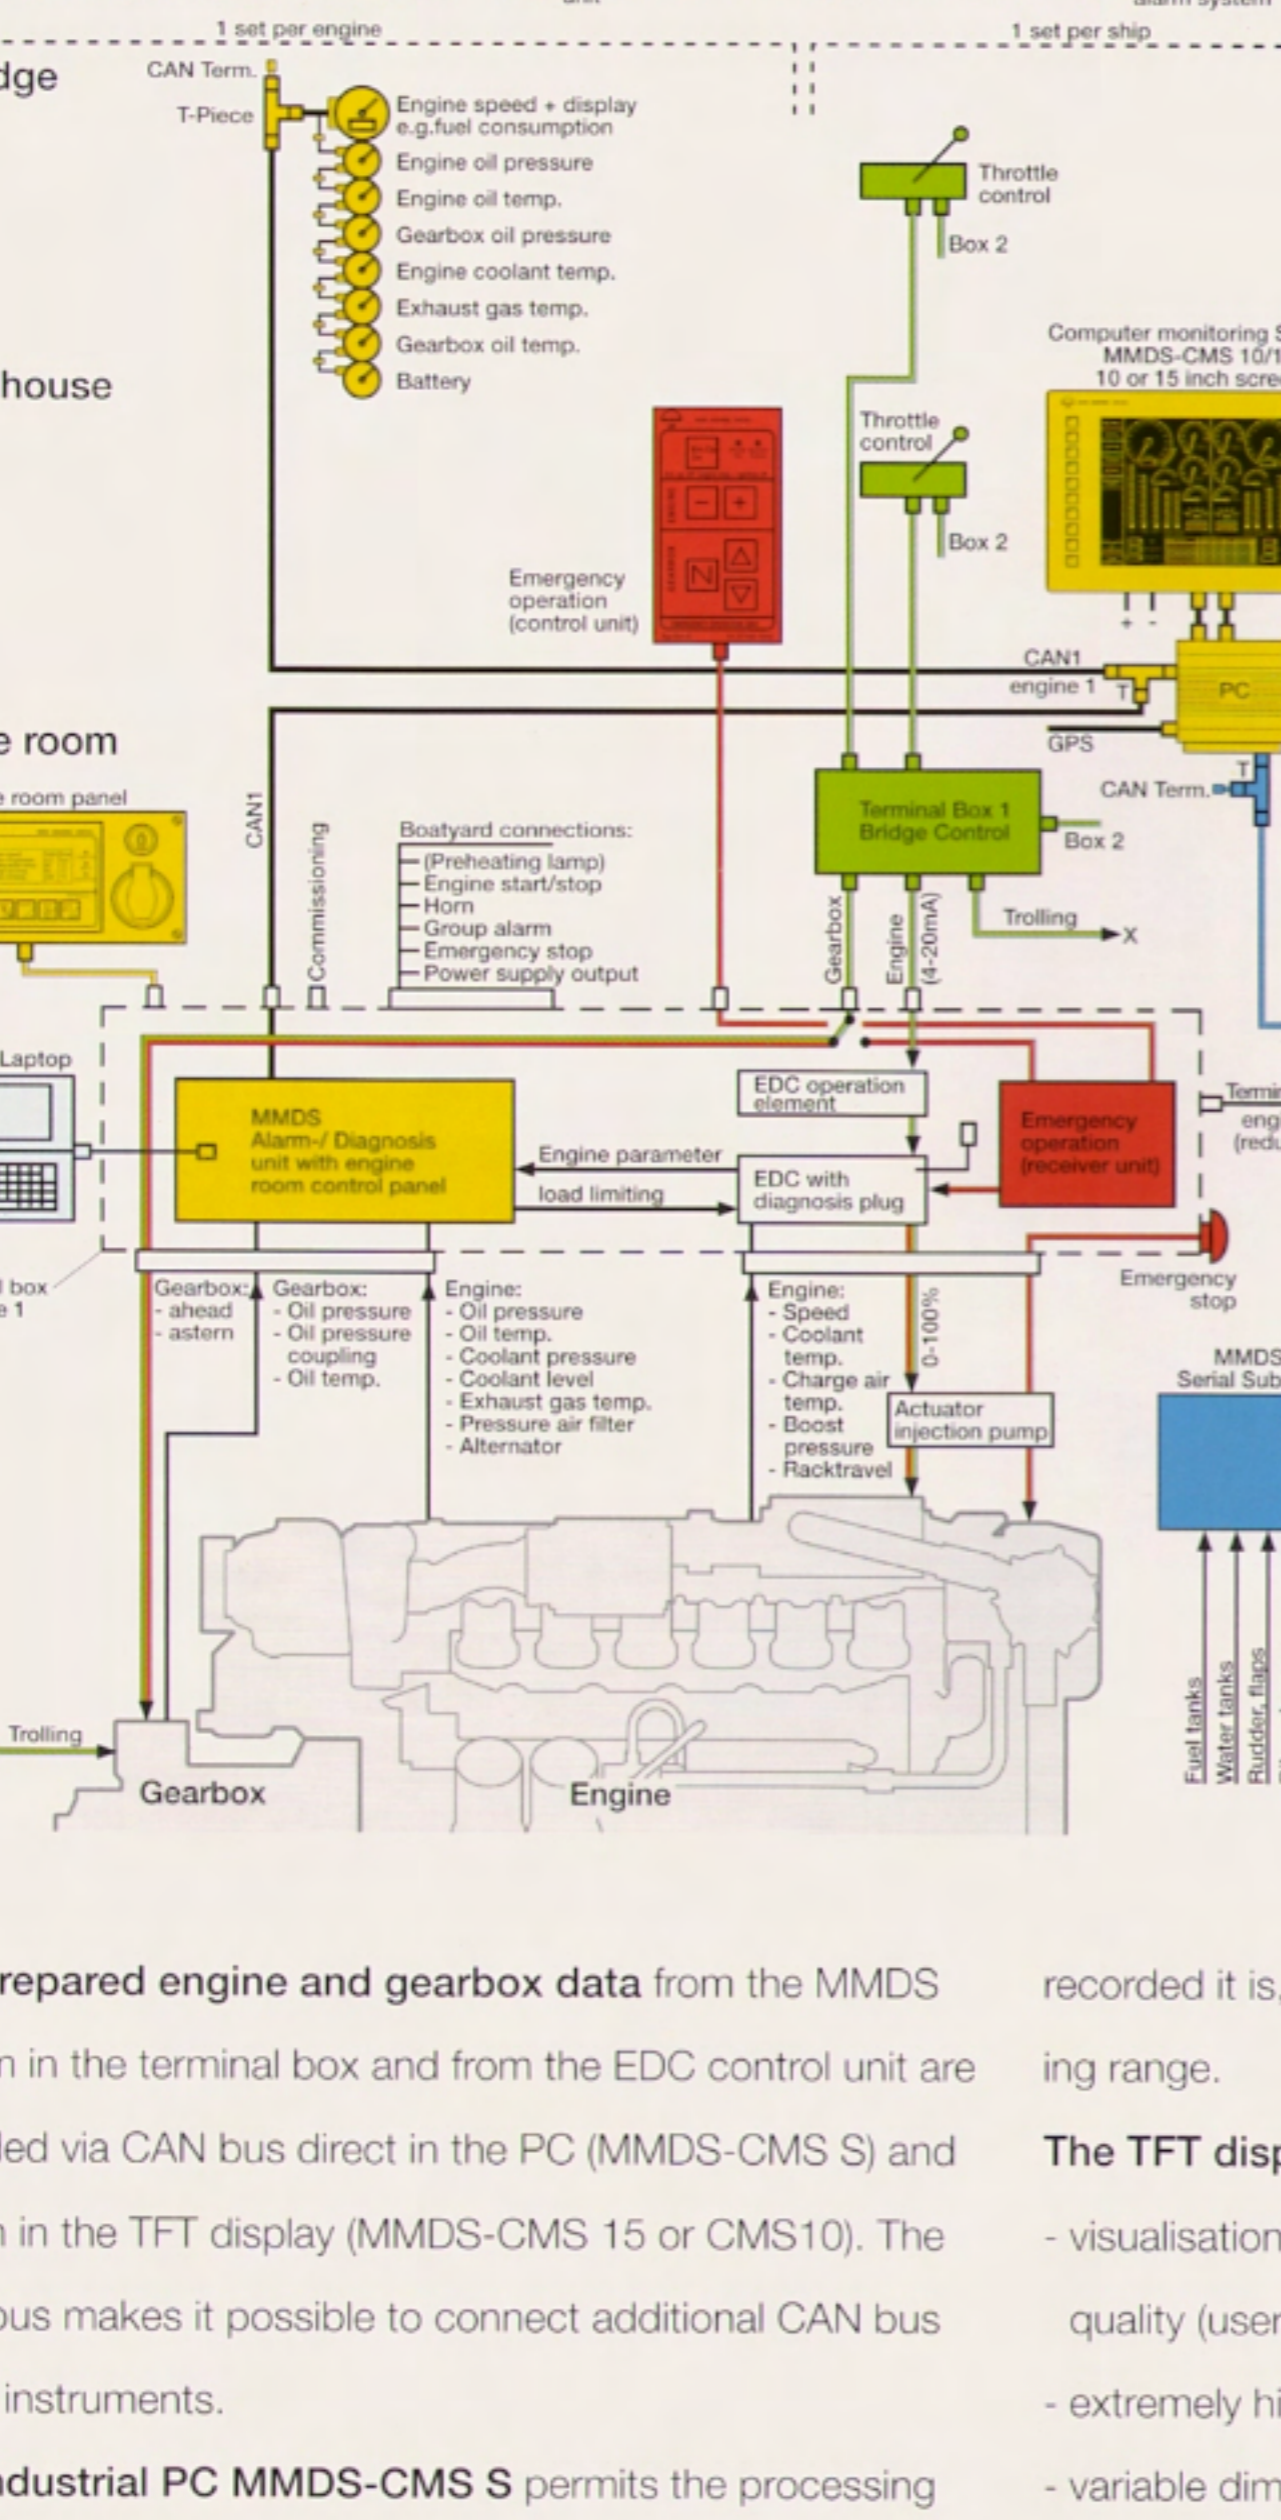 1 set per engine
1 set per ship
CAN Term.
T-Piece
Engine speed + display
e.g.fuel consumption
Engine oil pressure
Engine oil temp.
Gearbox oil pressure
Engine coolant temp.
Exhaust gas temp.
Gearbox oil temp.
Battery
Throttle
control
Box 2
Throttle
control
Box 2
Computer monitoring S
MMDS-CMS 10/1
10 or 15 inch scre
+ -
house
Emergency
operation
(control unit)
- +
N
CAN1
engine 1
T
PC
GPS
T
CAN Term.
e room
e room panel
CAN1
Commissioning
Boatyard connections:
(Preheating lamp)
Engine start/stop
Horn
Group alarm
Emergency stop
Power supply output
Terminal Box 1
Bridge Control
Box 2
Gearbox
Engine
(4-20mA)
Trolling
X
Laptop
MMDS
Alarm-/ Diagnosis
unit with engine
room control panel
Engine parameter
load limiting
EDC operation
element
EDC with
diagnosis plug
Emergency
operation
(receiver unit)
Termi
eng
(redu
Emergency
stop
l box
e 1
Gearbox:
- ahead
- astern
Gearbox:
- Oil pressure
- Oil pressure
coupling
- Oil temp.
Engine:
- Oil pressure
- Oil temp.
- Coolant pressure
- Coolant level
- Exhaust gas temp.
- Pressure air filter
- Alternator
Engine:
- Speed
- Coolant
temp.
- Charge air
temp.
- Boost
pressure
- Racktravel
0-100%
Actuator
injection pump
MMDS
Serial Sub
Fuel tanks
Water tanks
Rudder, flaps
Trolling
Gearbox
Engine
repared engine and gearbox data from the MMDS
n in the terminal box and from the EDC control unit are
led via CAN bus direct in the PC (MMDS-CMS S) and
n in the TFT display (MMDS-CMS 15 or CMS10). The
ous makes it possible to connect additional CAN bus
instruments.
ndustrial PC MMDS-CMS S permits the processing
recorded it is,
ing range.
The TFT disp
- visualisation
quality (user
- extremely hi
- variable dim